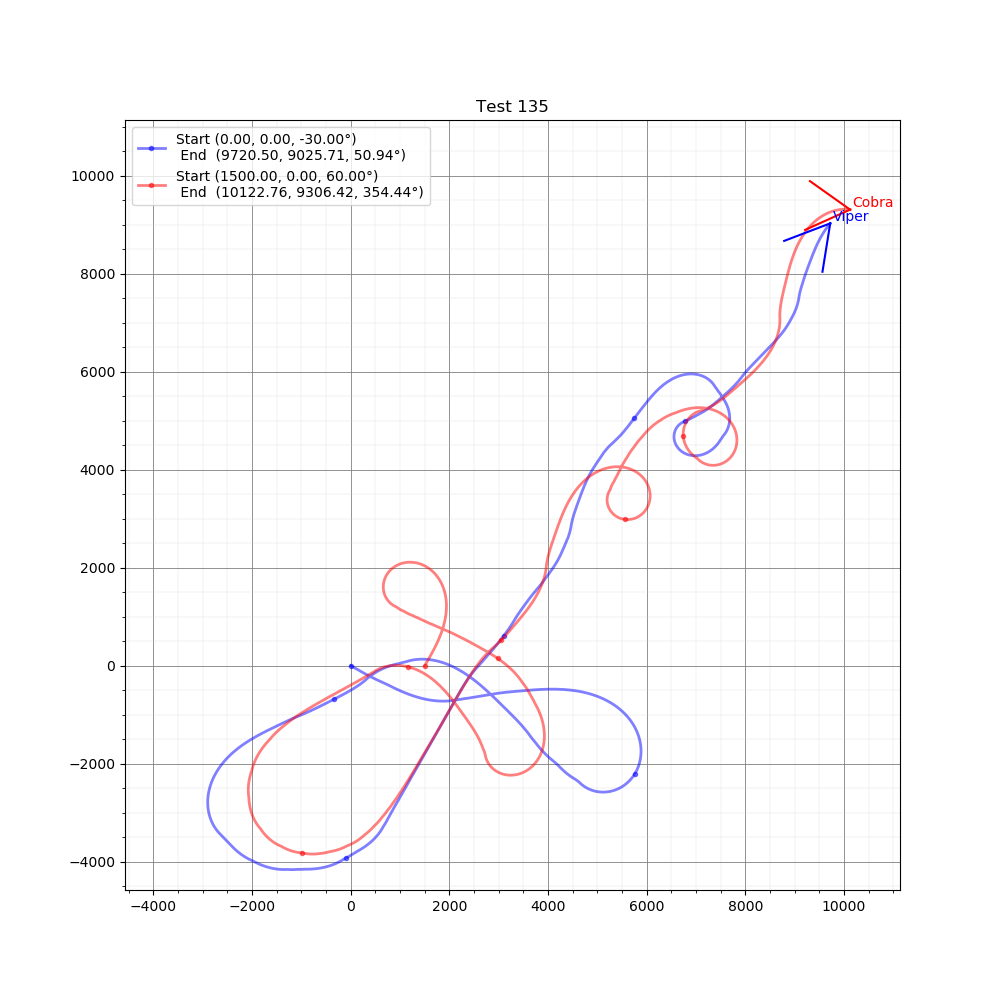 Test 135
Start (0.00, 0.00, -30.00°)
End (9720.50, 9025.71, 50.94°)
Start (1500.00, 0.00, 60.00°)
End (10122.76, 9306.42, 354.44°)
Cobra
Viper
10000
8000
6000
4000
2000
0
−2000
−4000
−4000 −2000 0 2000 4000 6000 8000 10000